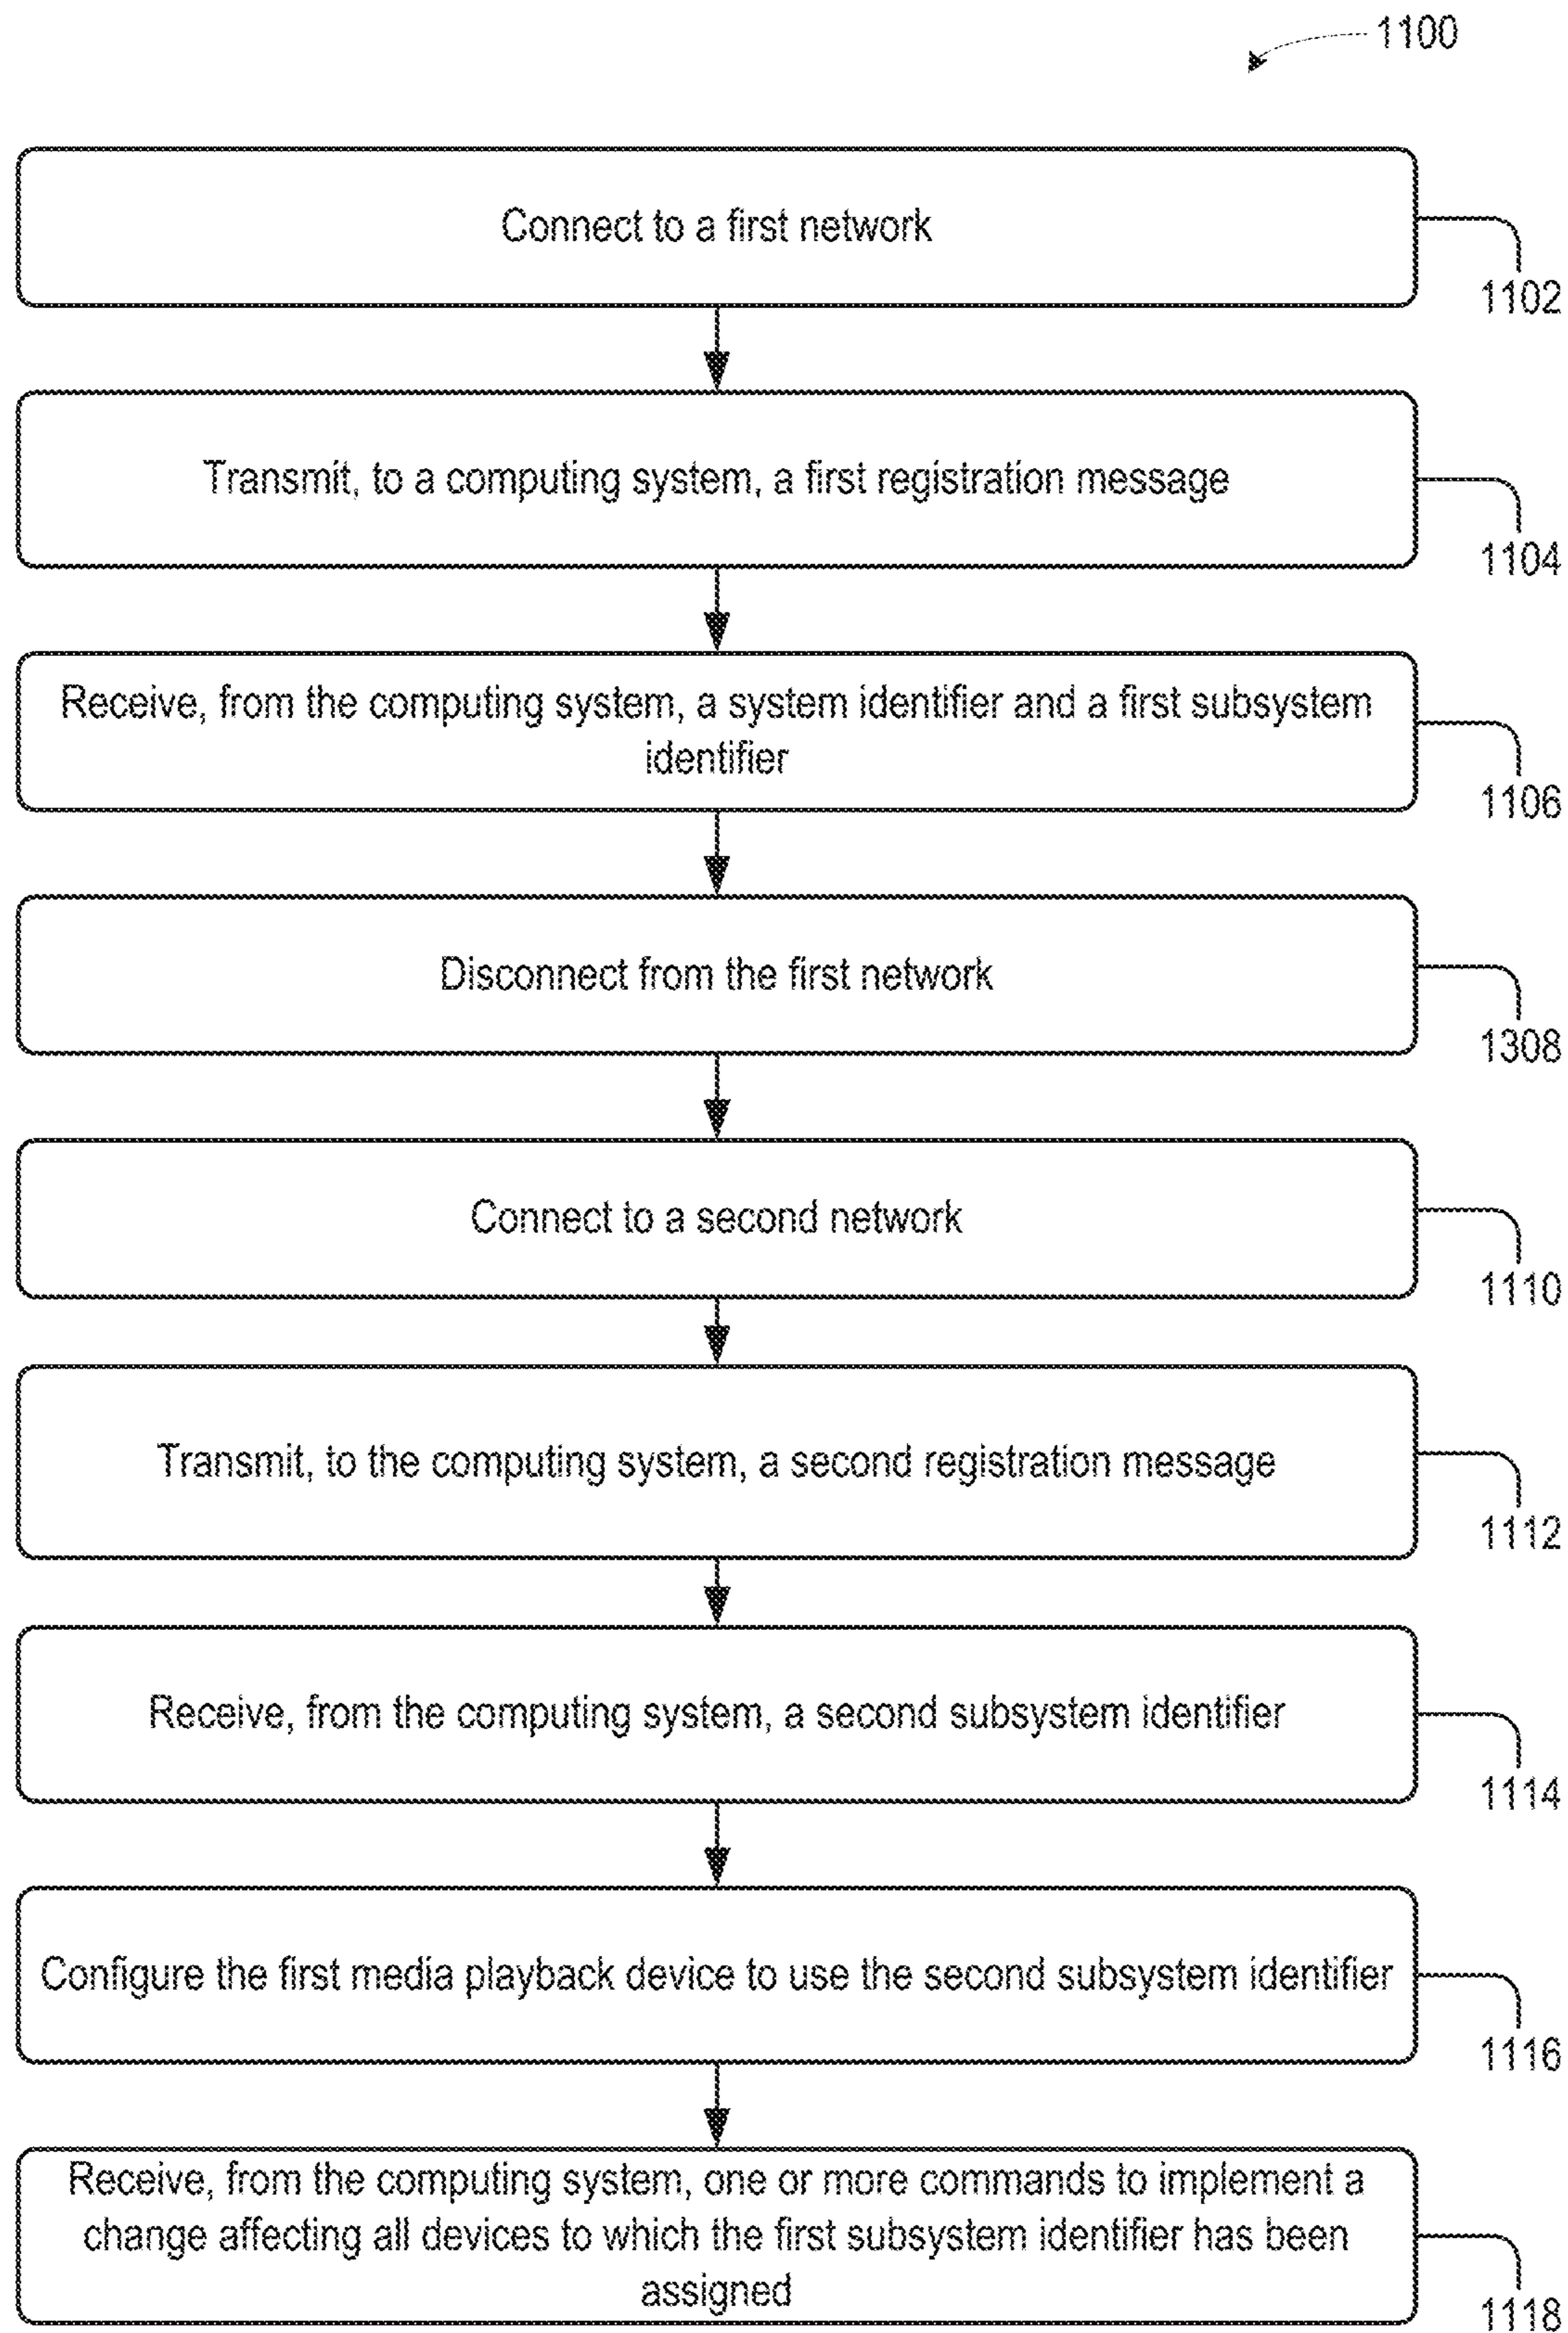 1100
Connect to a first network
1102
Transmit, to a computing system, a first registration message
1104
Receive, from the computing system, a system identifier and a first subsystem
identifier
1106
Disconnect from the first network
1308
Connect to a second network
1110
Transmit, to the computing system, a second registration message
1112
Receive, from the computing system, a second subsystem identifier
1114
Configure the first media playback device to use the second subsystem identifier
1116
Receive, from the computing system, one or more commands to implement a
change affecting all devices to which the first subsystem identifier has been
assigned
1118